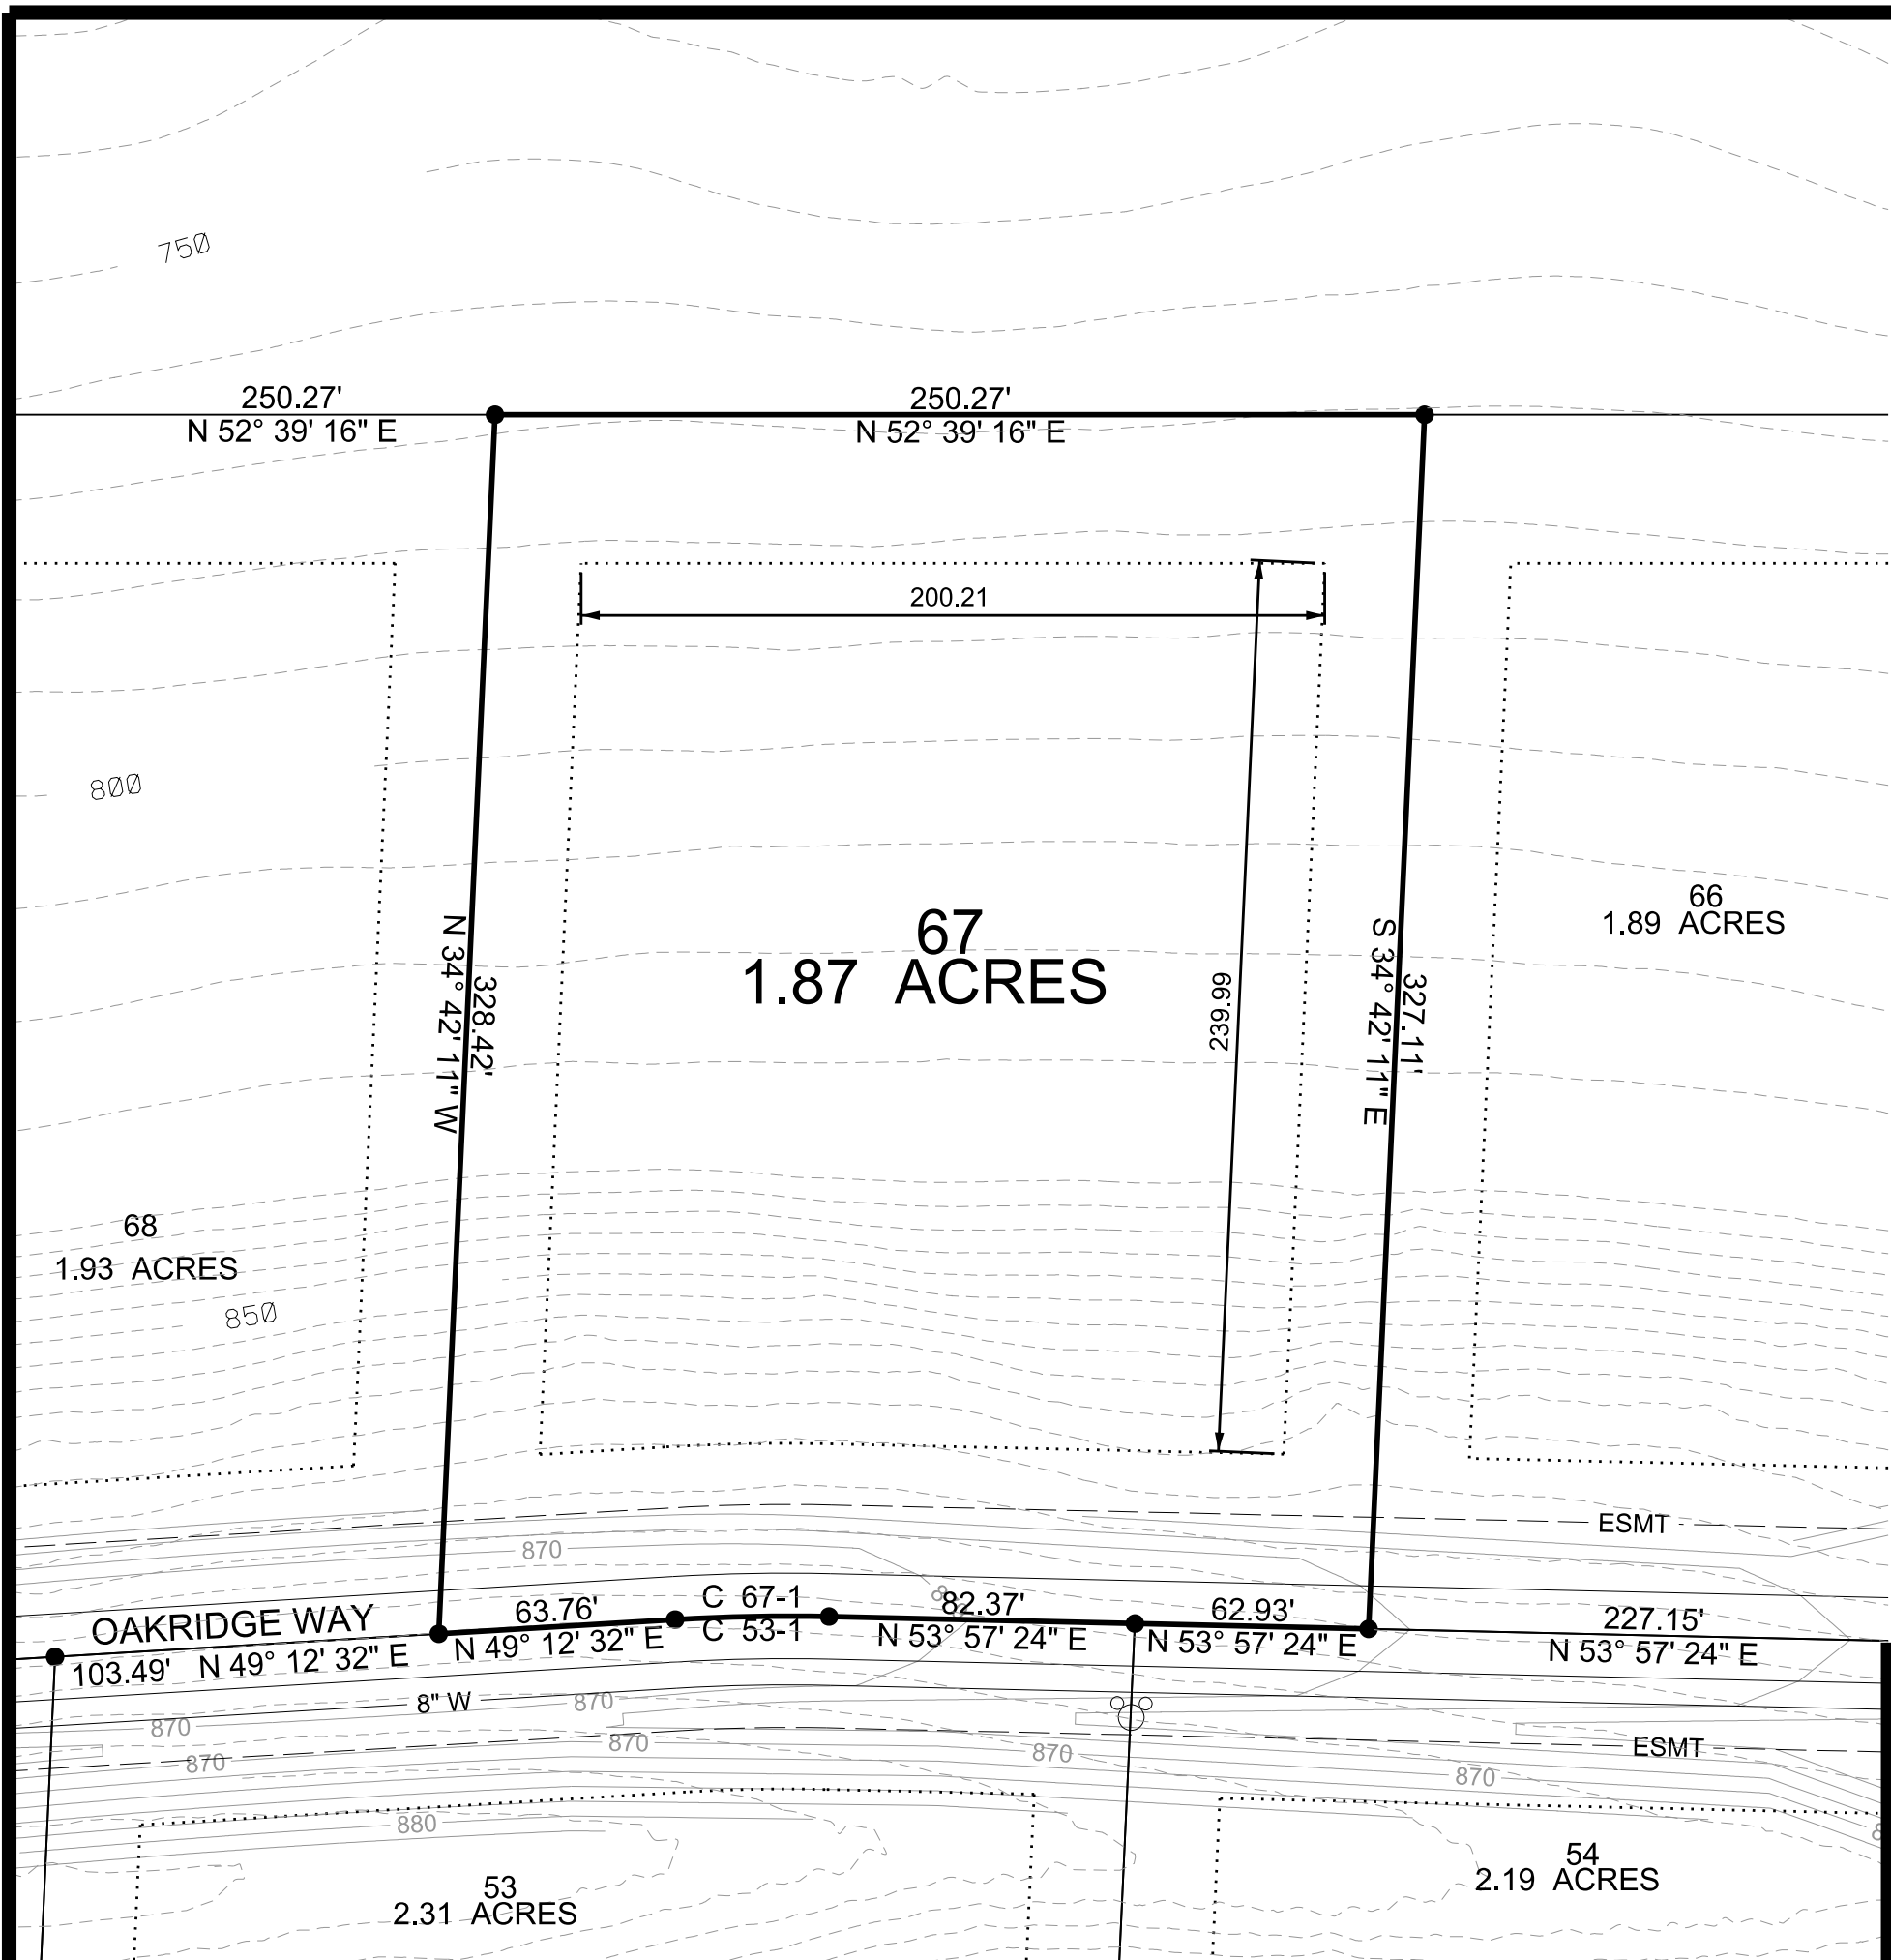 750
250.27'
N 52° 39' 16" E
250.27'
N 52° 39' 16" E
200.21
800
67
1.87 ACRES
66
1.89 ACRES
N 34° 42' 11" W
328.42'
239.99
S 34° 42' 11" E
327.11'
68
1.93 ACRES
850
ESMT
870
OAKRIDGE WAY
103.49' N 49° 12' 32" E
63.76'
N 49° 12' 32" E
C 67-1
C 53-1
82.37'
N 53° 57' 24" E
62.93'
N 53° 57' 24" E
227.15'
N 53° 57' 24" E
8" W
870
870
870
870
870
ESMT
870
880
53
2.31 ACRES
54
2.19 ACRES